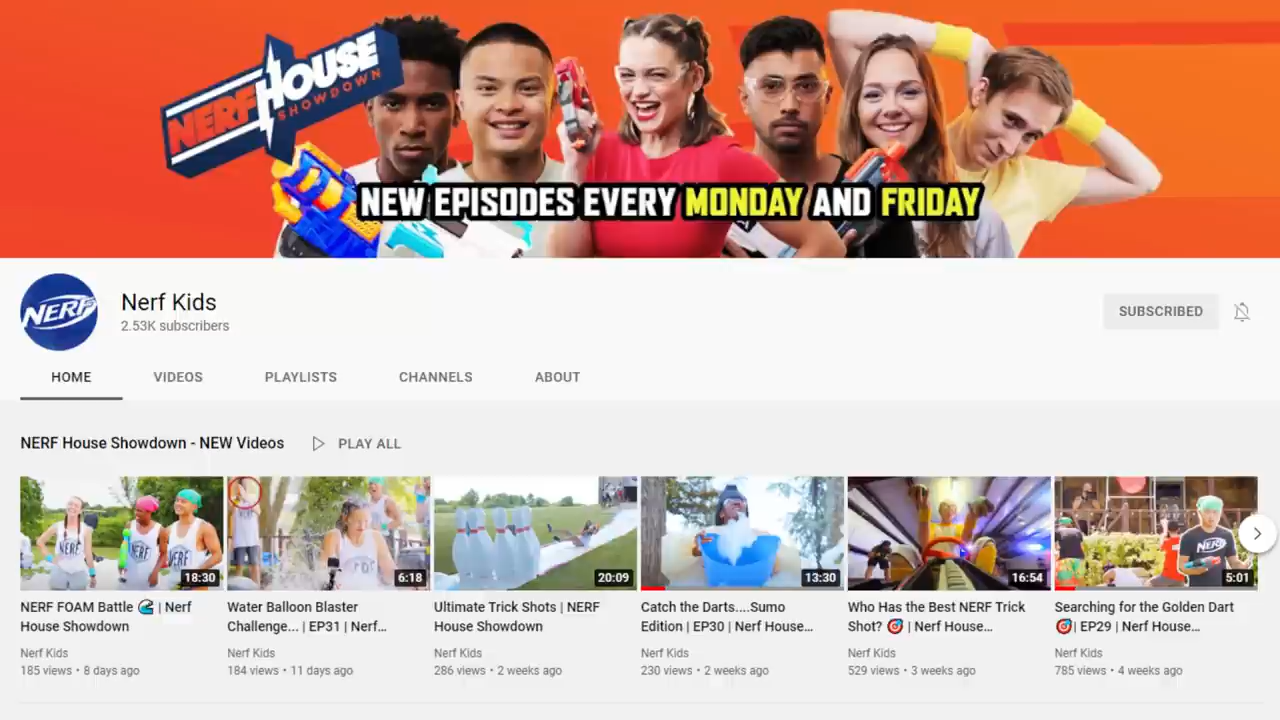 NERF HOUSE
SHOWDOWN
NEW EPISODES EVERY MONDAY AND FRIDAY
NERF
Nerf Kids
2.53K subscribers
SUBSCRIBED
HOME VIDEOS PLAYLISTS CHANNELS ABOUT
NERF House Showdown - NEW Videos PLAY ALL
NERF NERF NERF
18:30
6:18
20:09
13:30
16:54
NERF
5:01
NERF FOAM Battle 🌊 | Nerf
House Showdown
Nerf Kids
185 views • 8 days ago
Water Balloon Blaster
Challenge... | EP31 | Nerf...
Nerf Kids
184 views • 11 days ago
Ultimate Trick Shots | NERF
House Showdown
Nerf Kids
286 views • 2 weeks ago
Catch the Darts....Sumo
Edition | EP30 | Nerf House...
Nerf Kids
230 views • 2 weeks ago
Who Has the Best NERF Trick
Shot? 🎯 | Nerf House...
Nerf Kids
529 views • 3 weeks ago
Searching for the Golden Dart
🎯| EP29 | Nerf House...
Nerf Kids
785 views • 4 weeks ago